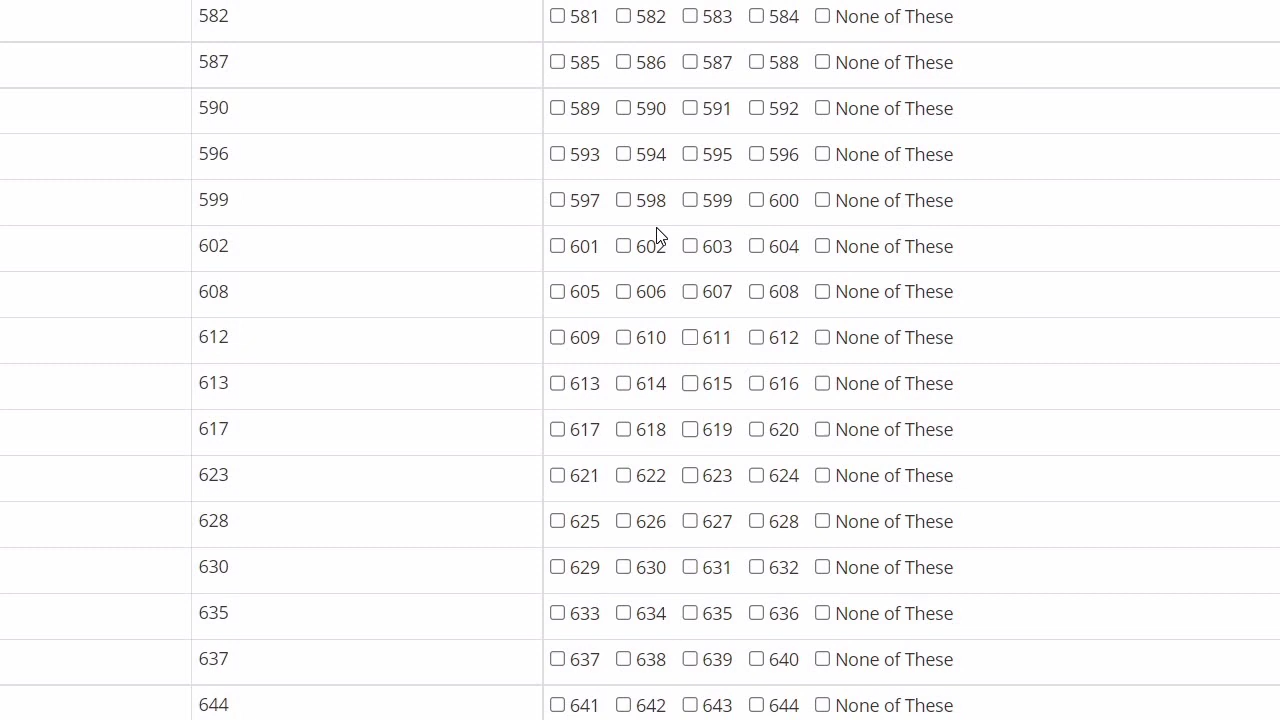 582 581 582 583 584 None of These
587 585 586 587 588 None of These
590 589 590 591 592 None of These
596 593 594 595 596 None of These
599 597 598 599 600 None of These
602 601 602 603 604 None of These
608 605 606 607 608 None of These
612 609 610 611 612 None of These
613 613 614 615 616 None of These
617 617 618 619 620 None of These
623 621 622 623 624 None of These
628 625 626 627 628 None of These
630 629 630 631 632 None of These
635 633 634 635 636 None of These
637 637 638 639 640 None of These
644 641 642 643 644 None of These